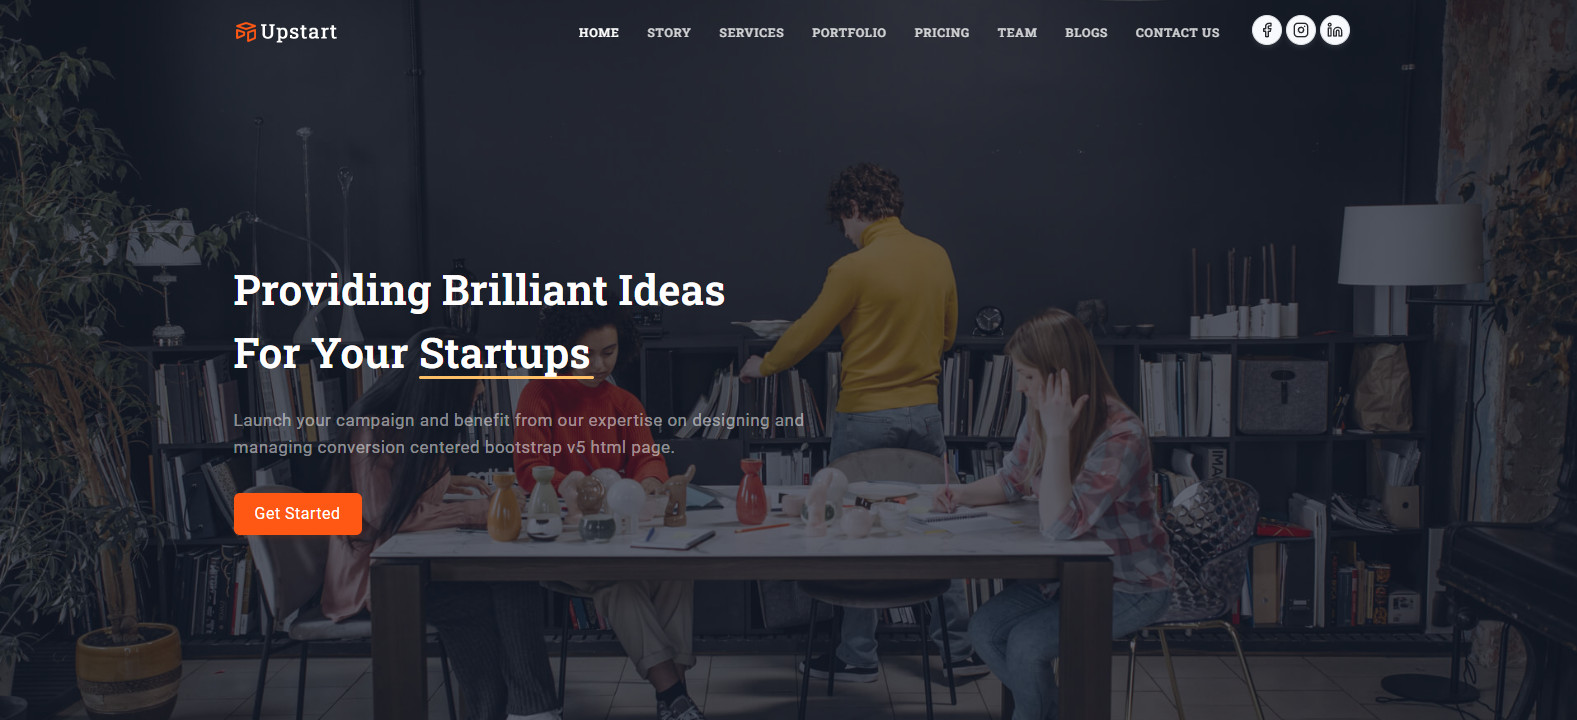 Upstart
HOME STORY SERVICES PORTFOLIO PRICING TEAM BLOGS CONTACT US
Providing Brilliant Ideas
For Your Startups
Launch your campaign and benefit from our expertise on designing and
managing conversion centered bootstrap v5 html page.
Get Started